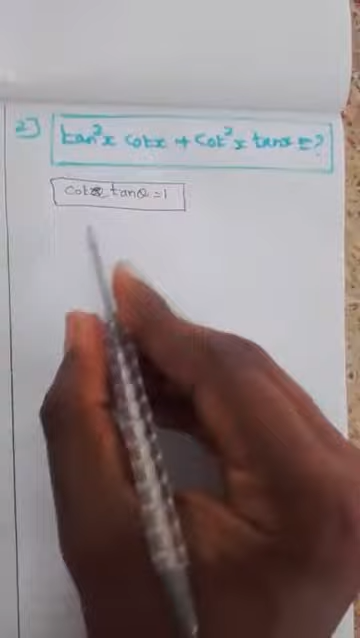 2] tan²x cotx + cot²x tanx = ?
cotθ tanθ = 1